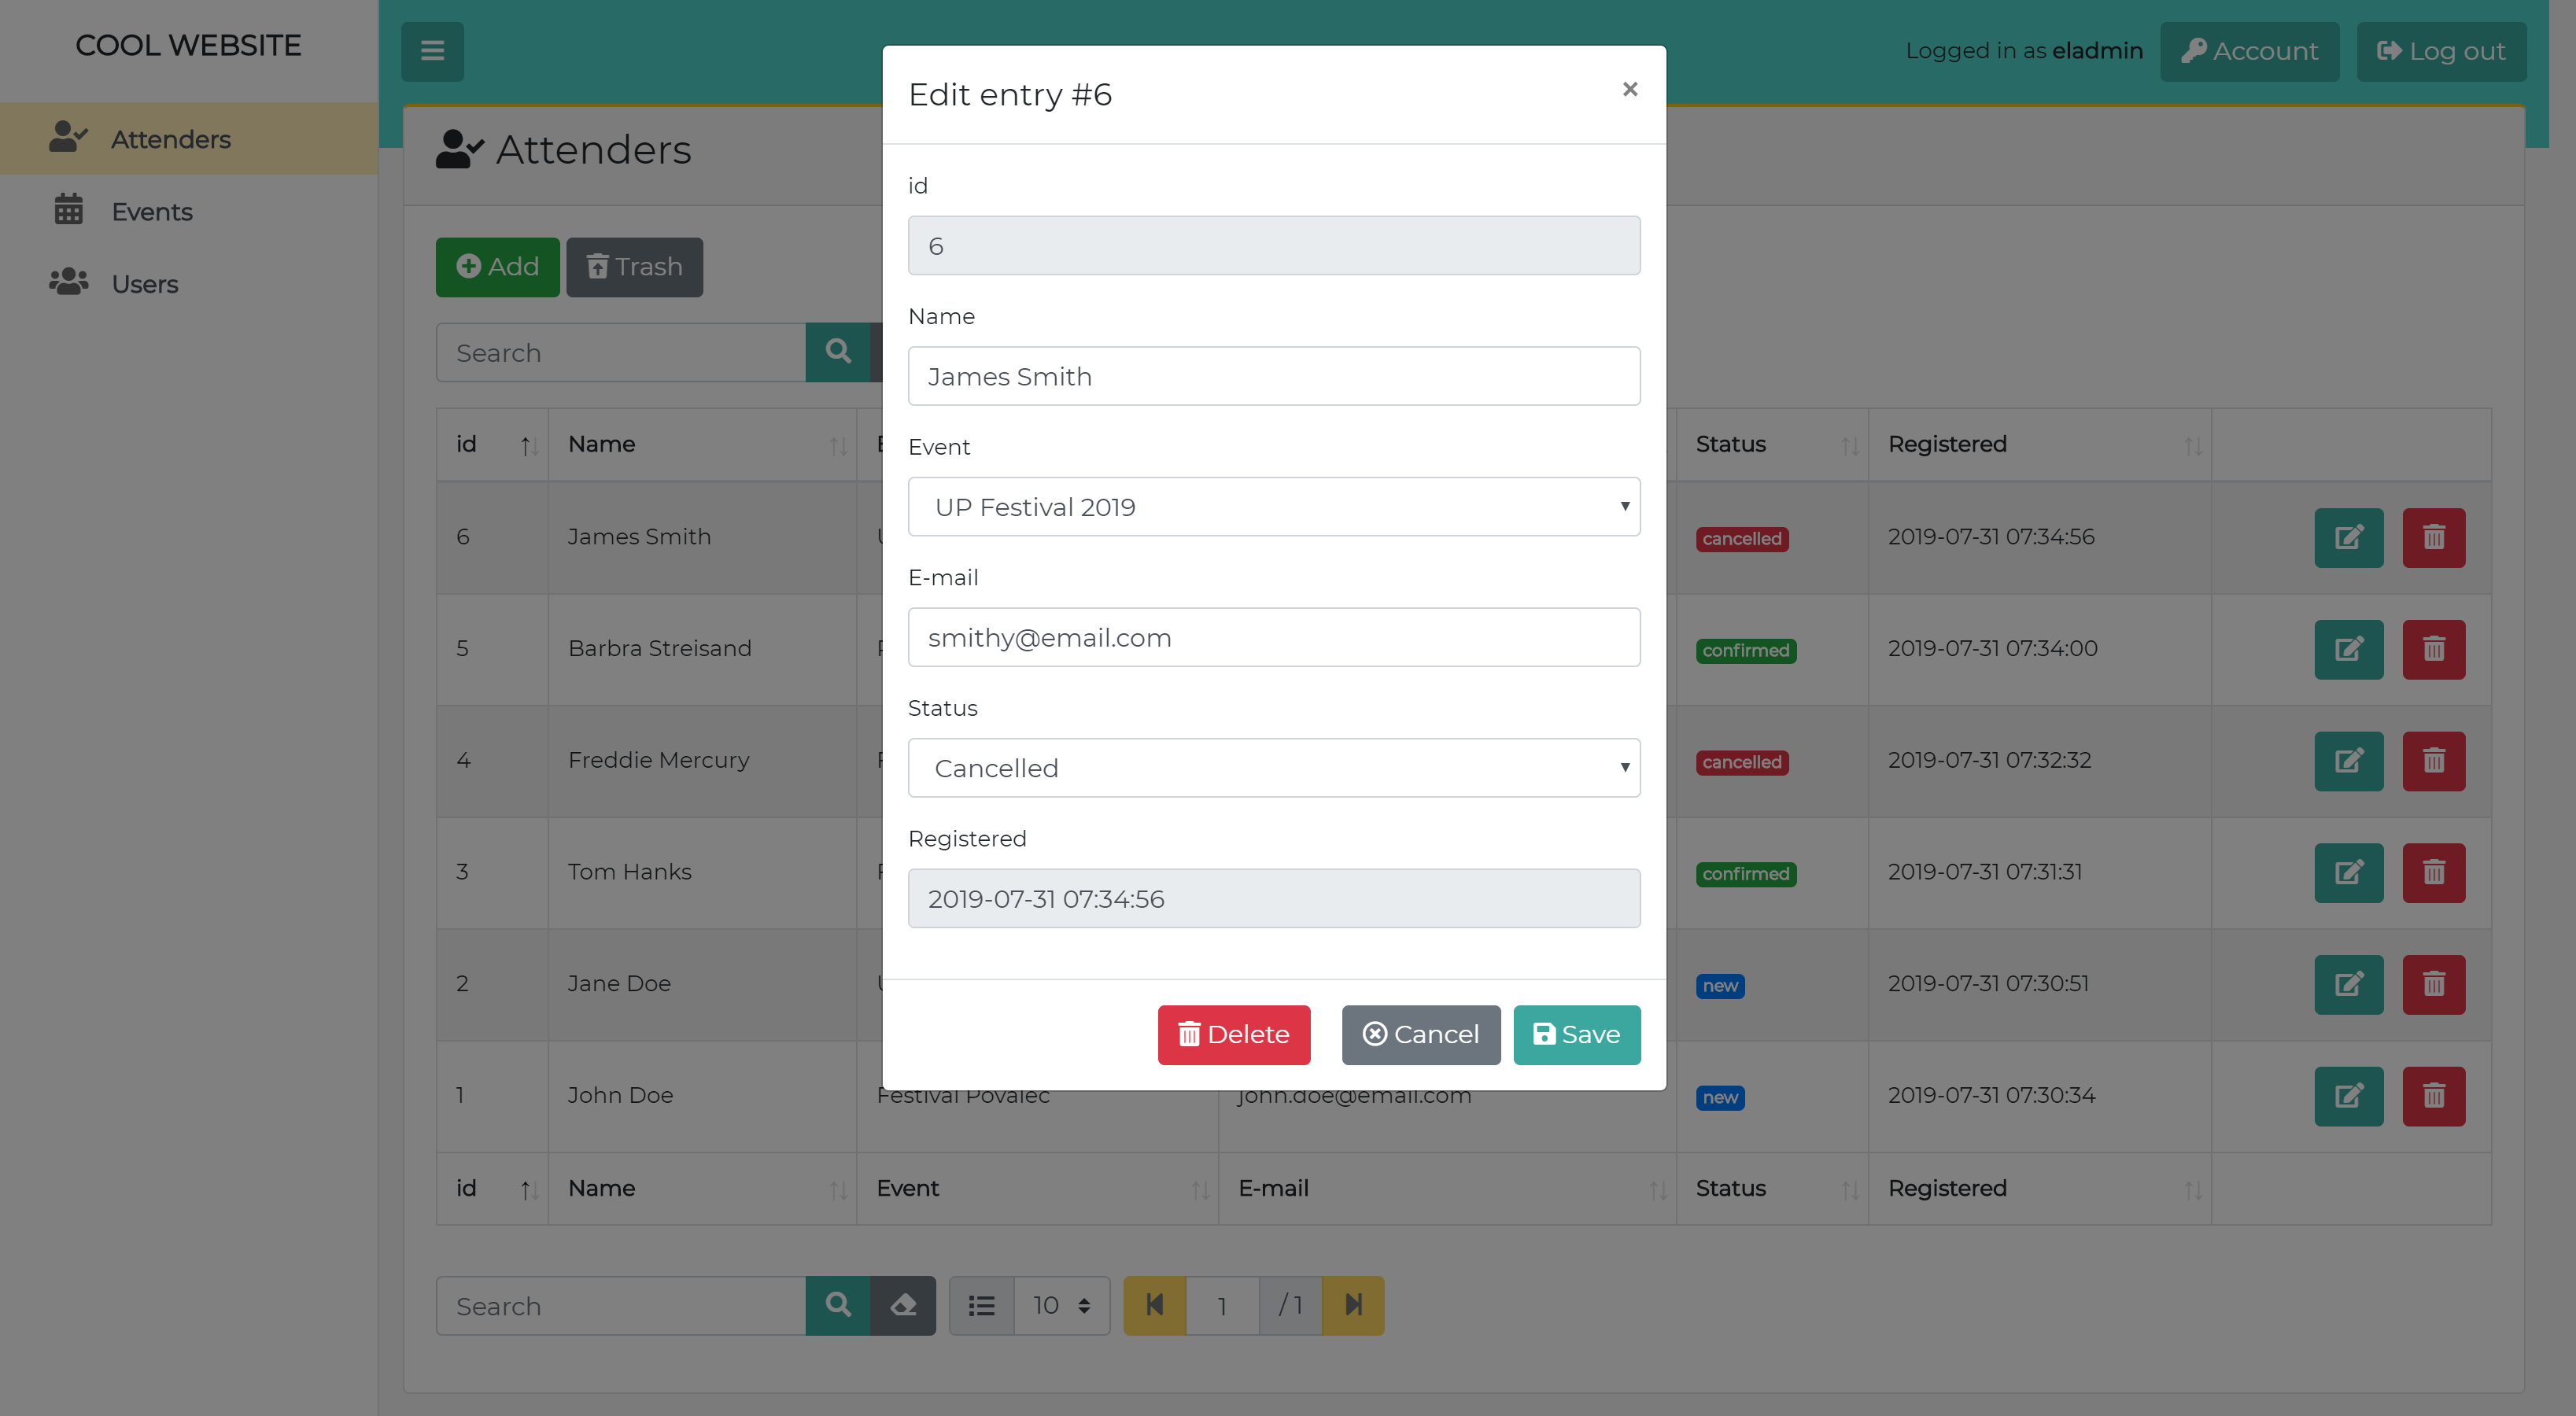 COOL WEBSITE
Attenders
Events
Users
Logged in as eladmin
Account
Log out
Attenders
Add
Trash
Search
id Name Status Registered
6 James Smith cancelled 2019-07-31 07:34:56
5 Barbra Streisand confirmed 2019-07-31 07:34:00
4 Freddie Mercury cancelled 2019-07-31 07:32:32
3 Tom Hanks confirmed 2019-07-31 07:31:31
2 Jane Doe new 2019-07-31 07:30:51
1 John Doe Festival Povalec john.doe@email.com new 2019-07-31 07:30:34
id Name Event E-mail Status Registered
Search
10
1
/ 1
Edit entry #6
×
id
6
Name
James Smith
Event
UP Festival 2019
E-mail
smithy@email.com
Status
Cancelled
Registered
2019-07-31 07:34:56
Delete
Cancel
Save